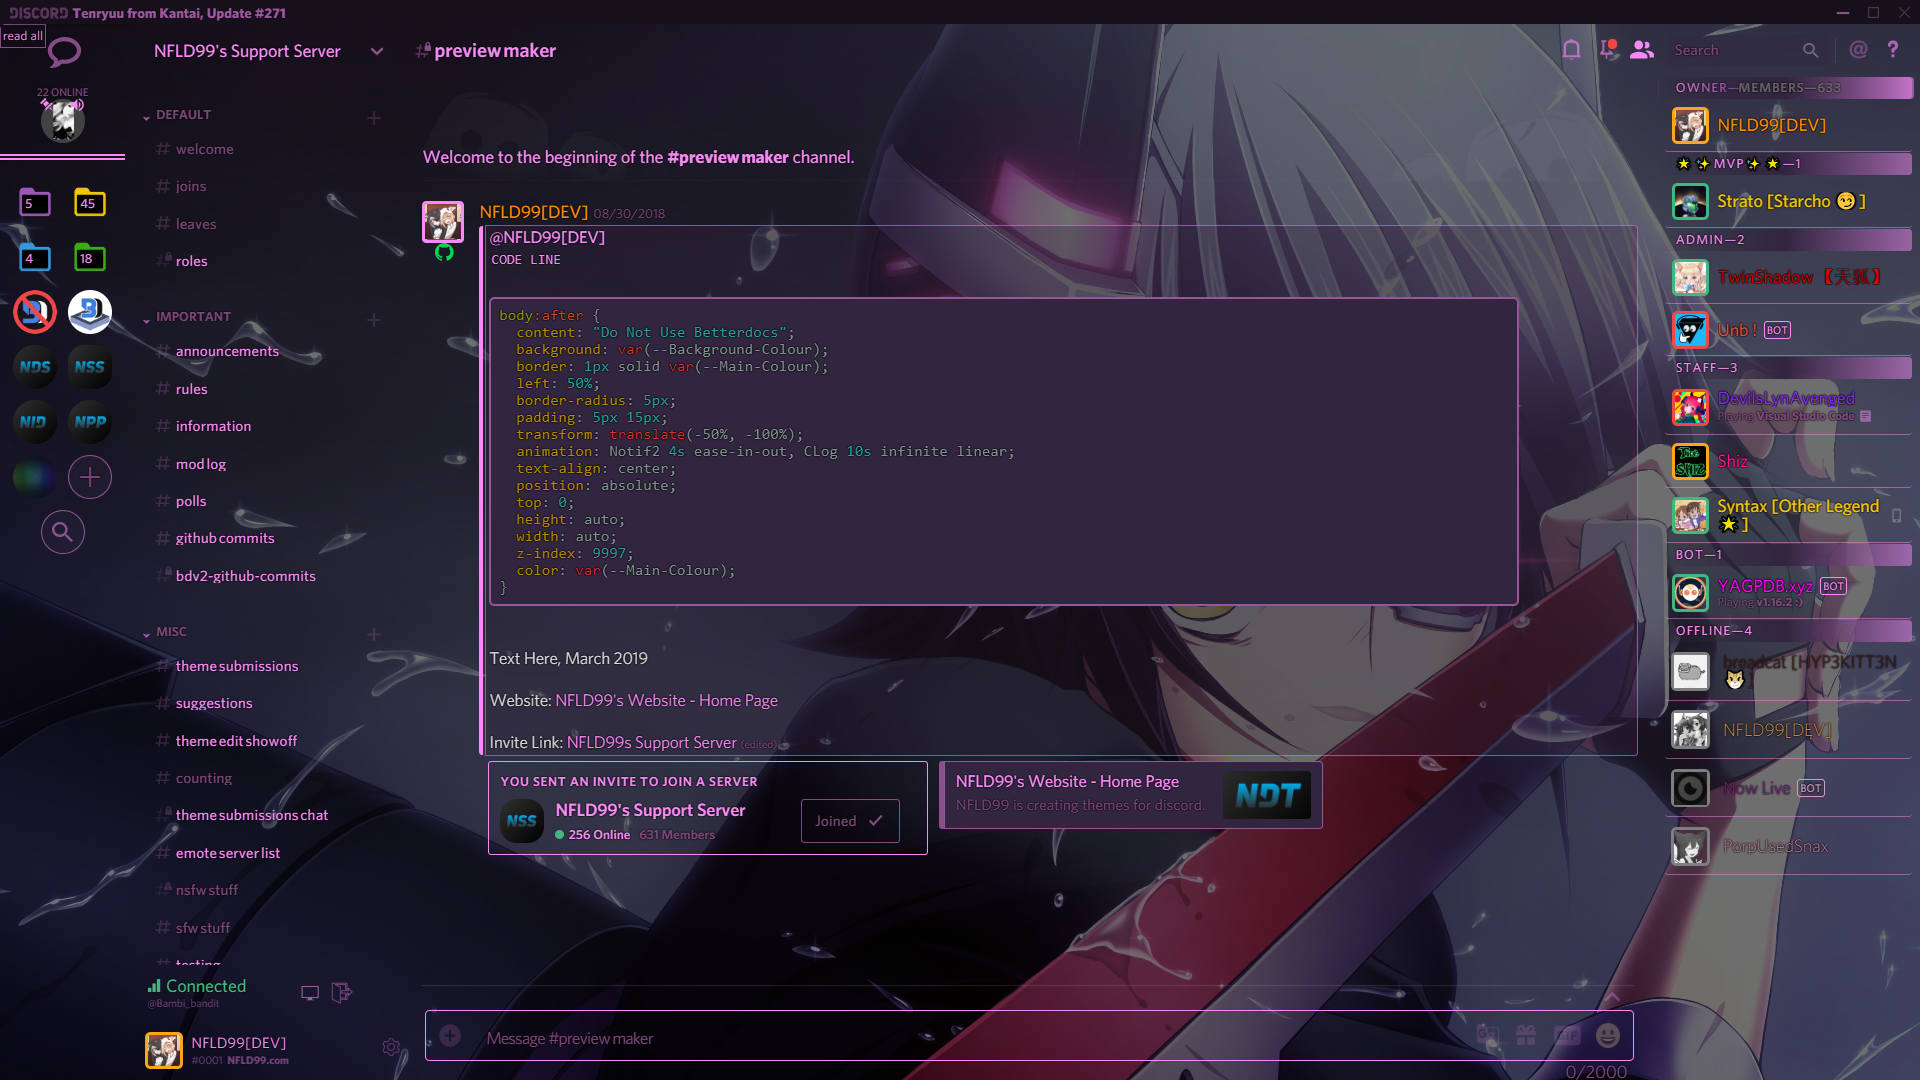 DISCORD Tenryuu from Kantai, Update #271
read all
22 ONLINE
5
45
4
18
NDS
NSS
NID
NPP
NFLD99's Support Server
DEFAULT
# welcome
# joins
# leaves
# roles
IMPORTANT
# announcements
# rules
# information
# mod log
# polls
# github commits
# bdv2-github-commits
MISC
# theme submissions
# suggestions
# theme edit showoff
# counting
# theme submissions chat
# emote server list
# nsfw stuff
# sfw stuff
# testing
Connected
@Bambi_bandit
NFLD99[DEV]
#0001 NFLD99.com
# preview maker
Search
@
?
Welcome to the beginning of the #preview maker channel.
NFLD99[DEV] 08/30/2018
@NFLD99[DEV]
CODE LINE
body:after {
content: "Do Not Use Betterdocs";
background: var(--Background-Colour);
border: 1px solid var(--Main-Colour);
left: 50%;
border-radius: 5px;
padding: 5px 15px;
transform: translate(-50%, -100%);
animation: Notif2 4s ease-in-out, CLog 10s infinite linear;
text-align: center;
position: absolute;
top: 0;
height: auto;
width: auto;
z-index: 9997;
color: var(--Main-Colour);
}
Text Here, March 2019
Website: NFLD99's Website - Home Page
Invite Link: NFLD99s Support Server (edited)
YOU SENT AN INVITE TO JOIN A SERVER
NSS
NFLD99's Support Server
256 Online 631 Members
Joined
NFLD99's Website - Home Page
NFLD99 is creating themes for discord.
NDT
Message #preview maker
GIF
0/2000
OWNER—MEMBERS—633
NFLD99[DEV]
🌟✨MVP✨🌟—1
Strato [Starcho 😏]
ADMIN—2
TwinShadow 【天狐】
Unb ! BOT
STAFF—3
DevilsLynAvenged
Playing Visual Studio Code
The SHIZ
Shiz
Syntax [Other Legend
🌟]
BOT—1
YAGPDB.xyz BOT
Playing v1.16.2 :)
OFFLINE—4
breadcat [HYP3KITT3N
NFLD99[DEV]
Now Live BOT
PorpUsedSnax